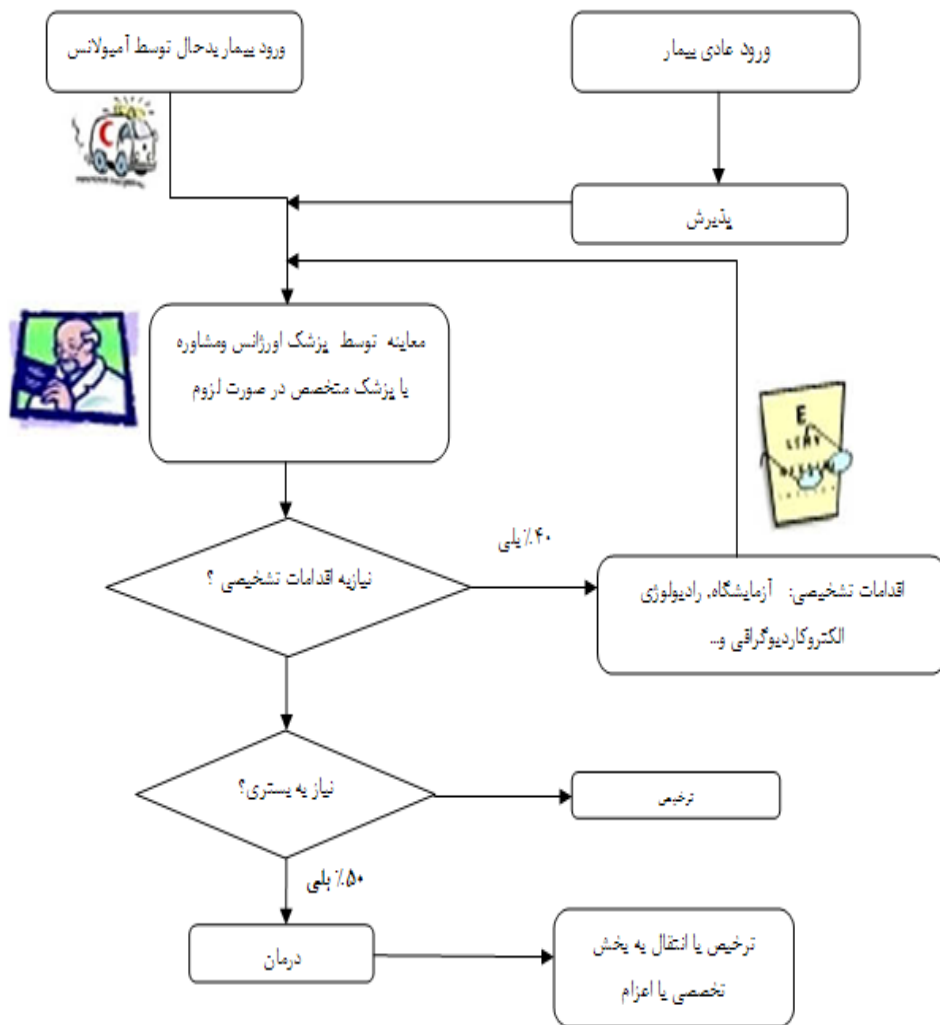 ورود بیمار بدحال توسط آمبولانس
ورود عادی بیمار
پذیرش
معاینه توسط پزشک اورژانس ومشاوره
با پزشک متخصص در صورت لزوم
E
نیازبه اقدامات تشخیصی ؟
۴۰٪ بلی
اقدامات تشخیصی: آزمایشگاه, رادیولوژی
الکتروکاردیوگرافی و...
نیاز به بستری؟
ترخیص
۵۰٪ بلی
درمان
ترخیص یا انتقال به بخش
تخصصی یا اعزام